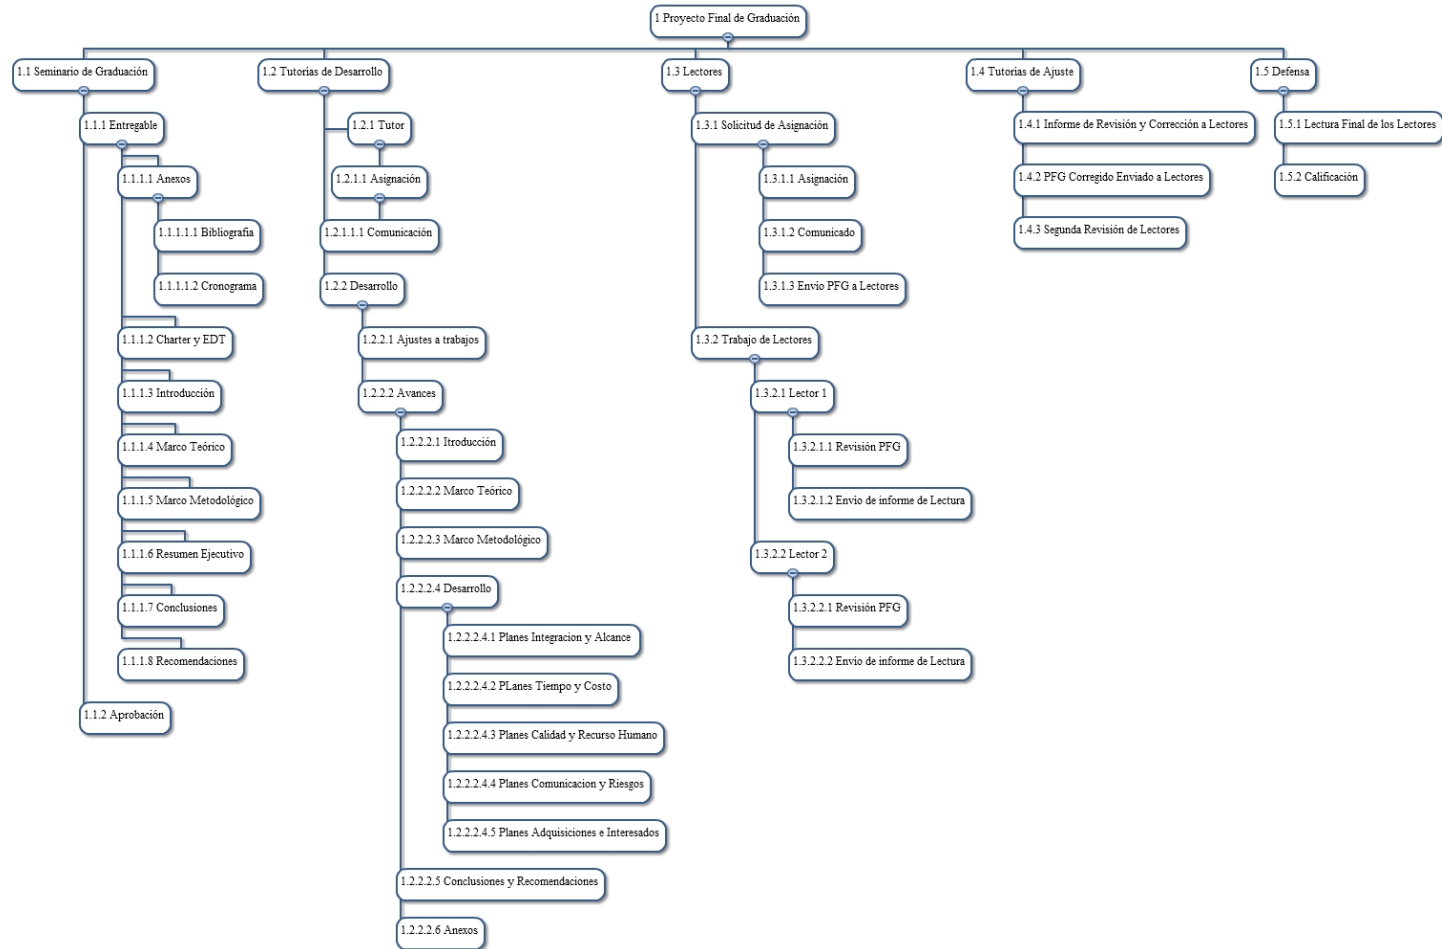 1 Proyecto Final de Graduación
1.1 Seminario de Graduación
1.1.1 Entregable
1.1.1.1 Anexos
1.1.1.1.1 Bibliografia
1.1.1.1.2 Cronograma
1.1.1.2 Charter y EDT
1.1.1.3 Introducción
1.1.1.4 Marco Teórico
1.1.1.5 Marco Metodológico
1.1.1.6 Resumen Ejecutivo
1.1.1.7 Conclusiones
1.1.1.8 Recomendaciones
1.1.2 Aprobación
1.2 Tutorias de Desarrollo
1.2.1 Tutor
1.2.1.1 Asignación
1.2.1.1.1 Comunicación
1.2.2 Desarrollo
1.2.2.1 Ajustes a trabajos
1.2.2.2 Avances
1.2.2.2.1 Itroducción
1.2.2.2.2 Marco Teórico
1.2.2.2.3 Marco Metodológico
1.2.2.2.4 Desarrollo
1.2.2.2.4.1 Planes Integracion y Alcance
1.2.2.2.4.2 PLanes Tiempo y Costo
1.2.2.2.4.3 Planes Calidad y Recurso Humano
1.2.2.2.4.4 Planes Comunicacion y Riesgos
1.2.2.2.4.5 Planes Adquisiciones e Interesados
1.2.2.2.5 Conclusiones y Recomendaciones
1.2.2.2.6 Anexos
1.3 Lectores
1.3.1 Solicitud de Asignación
1.3.1.1 Asignación
1.3.1.2 Comunicado
1.3.1.3 Envio PFG a Lectores
1.3.2 Trabajo de Lectores
1.3.2.1 Lector 1
1.3.2.1.1 Revisión PFG
1.3.2.1.2 Envio de informe de Lectura
1.3.2.2 Lector 2
1.3.2.2.1 Revisión PFG
1.3.2.2.2 Envio de informe de Lectura
1.4 Tutorias de Ajuste
1.4.1 Informe de Revisión y Corrección a Lectores
1.4.2 PFG Corregido Enviado a Lectores
1.4.3 Segunda Revisión de Lectores
1.5 Defensa
1.5.1 Lectura Final de los Lectores
1.5.2 Calificación